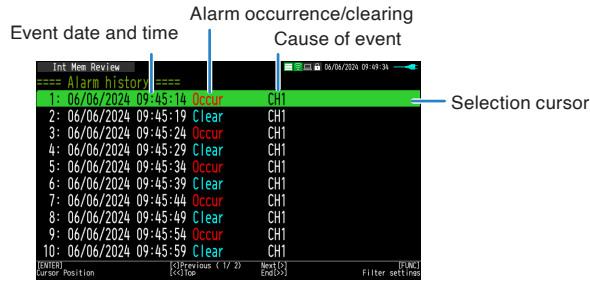 Alarm occurrence/clearing
Event date and time
Cause of event
Int Mem Review
06/06/2024 09:49:34
==== Alarm history ====
1: 06/06/2024 09:45:14 Occur CH1
Selection cursor
2: 06/06/2024 09:45:19 Clear CH1
3: 06/06/2024 09:45:24 Occur CH1
4: 06/06/2024 09:45:29 Clear CH1
5: 06/06/2024 09:45:34 Occur CH1
6: 06/06/2024 09:45:39 Clear CH1
7: 06/06/2024 09:45:44 Occur CH1
8: 06/06/2024 09:45:49 Clear CH1
9: 06/06/2024 09:45:54 Occur CH1
10: 06/06/2024 09:45:59 Clear CH1
[ENTER] [<]Previous ( 1/ 2) Next[>] [FUNC]
Cursor Position [<<]Top End[>>] Filter settings